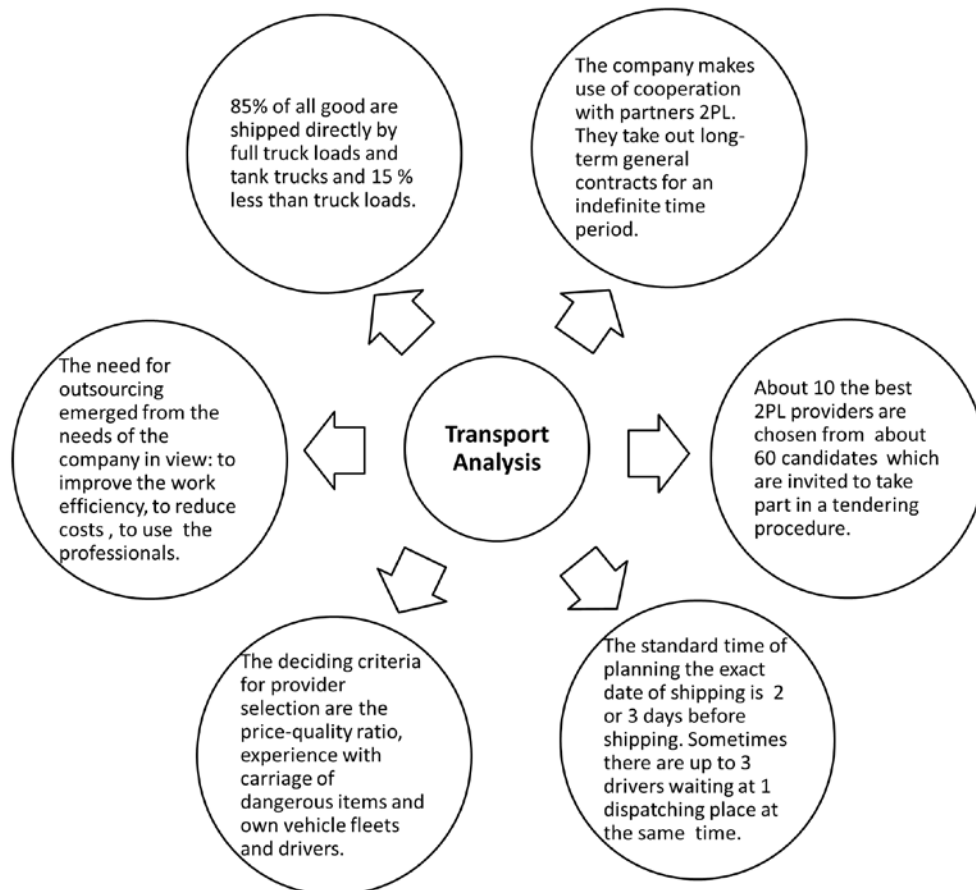 85% of all good are
shipped directly by
full truck loads and
tank trucks and 15 %
less than truck loads.
The company makes
use of cooperation
with partners 2PL.
They take out long-
term general
contracts for an
indefinite time
period.
The need for
outsourcing
emerged from the
needs of the
company in view: to
improve the work
efficiency, to reduce
costs , to use the
professionals.
Transport
Analysis
About 10 the best
2PL providers are
chosen from about
60 candidates which
are invited to take
part in a tendering
procedure.
The deciding criteria
for provider
selection are the
price-quality ratio,
experience with
carriage of
dangerous items and
own vehicle fleets
and drivers.
The standard time of
planning the exact
date of shipping is 2
or 3 days before
shipping. Sometimes
there are up to 3
drivers waiting at 1
dispatching place at
the same time.